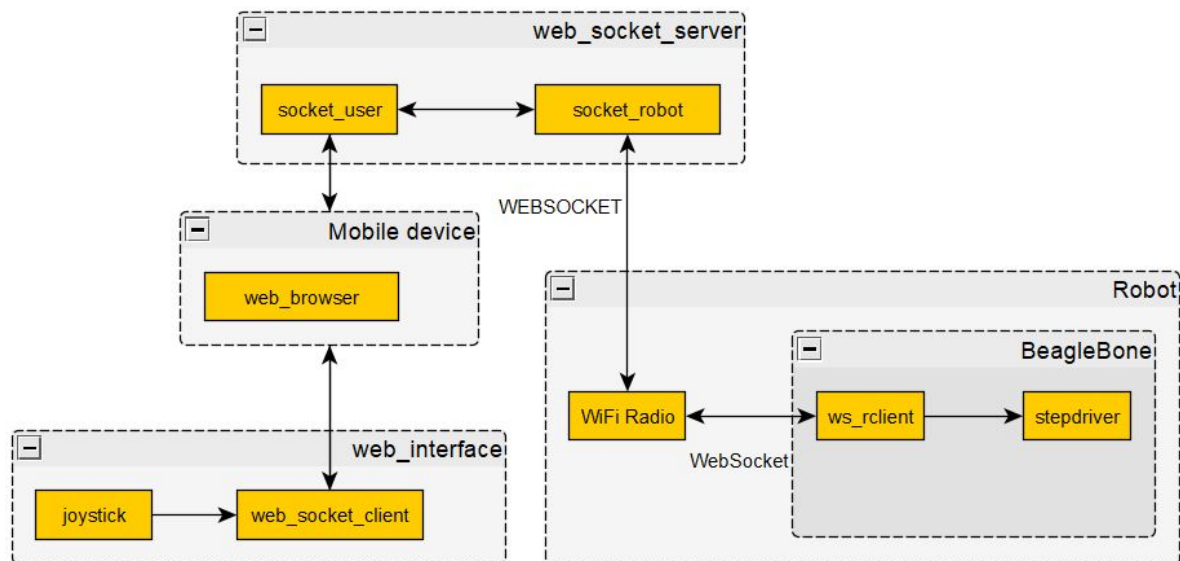 web_socket_server
socket_user
socket_robot
WEBSOCKET
Mobile device
web_browser
Robot
BeagleBone
WiFi Radio
ws_rclient
stepdriver
WebSocket
web_interface
joystick
web_socket_client